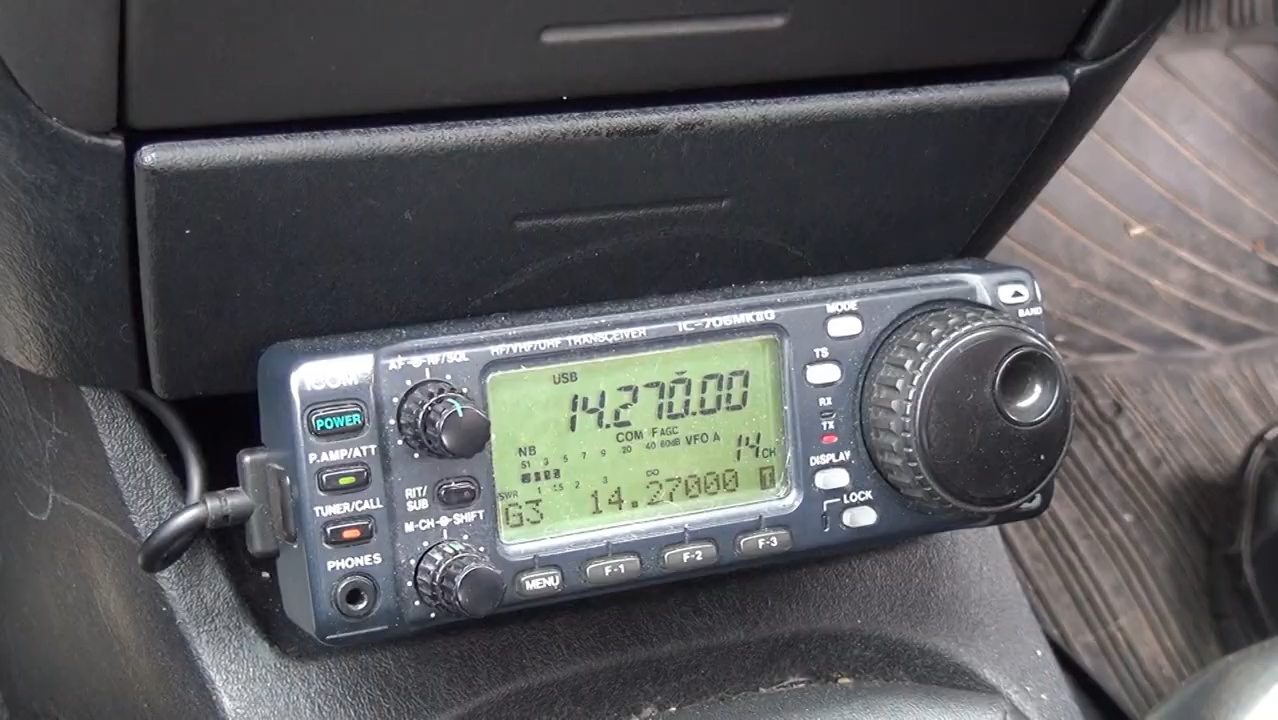 ICOM
HF/VHF/UHF TRANSCEIVER IC-706MKIIG
AF RF/SQL
POWER
P.AMP/ATT
TUNER/CALL
PHONES
RIT/
SUB
M-CH SHIFT
MENU
F-1
F-2
F-3
USB
14.270.00
COM F AGC
NB
S1 3 5 7 9 20 40 60dB VFO A 14 CH
SWR 1 1.5 2 3 ∞
G3 14.27000
MODE
TS
RX
TX
DISPLAY
LOCK
BAND